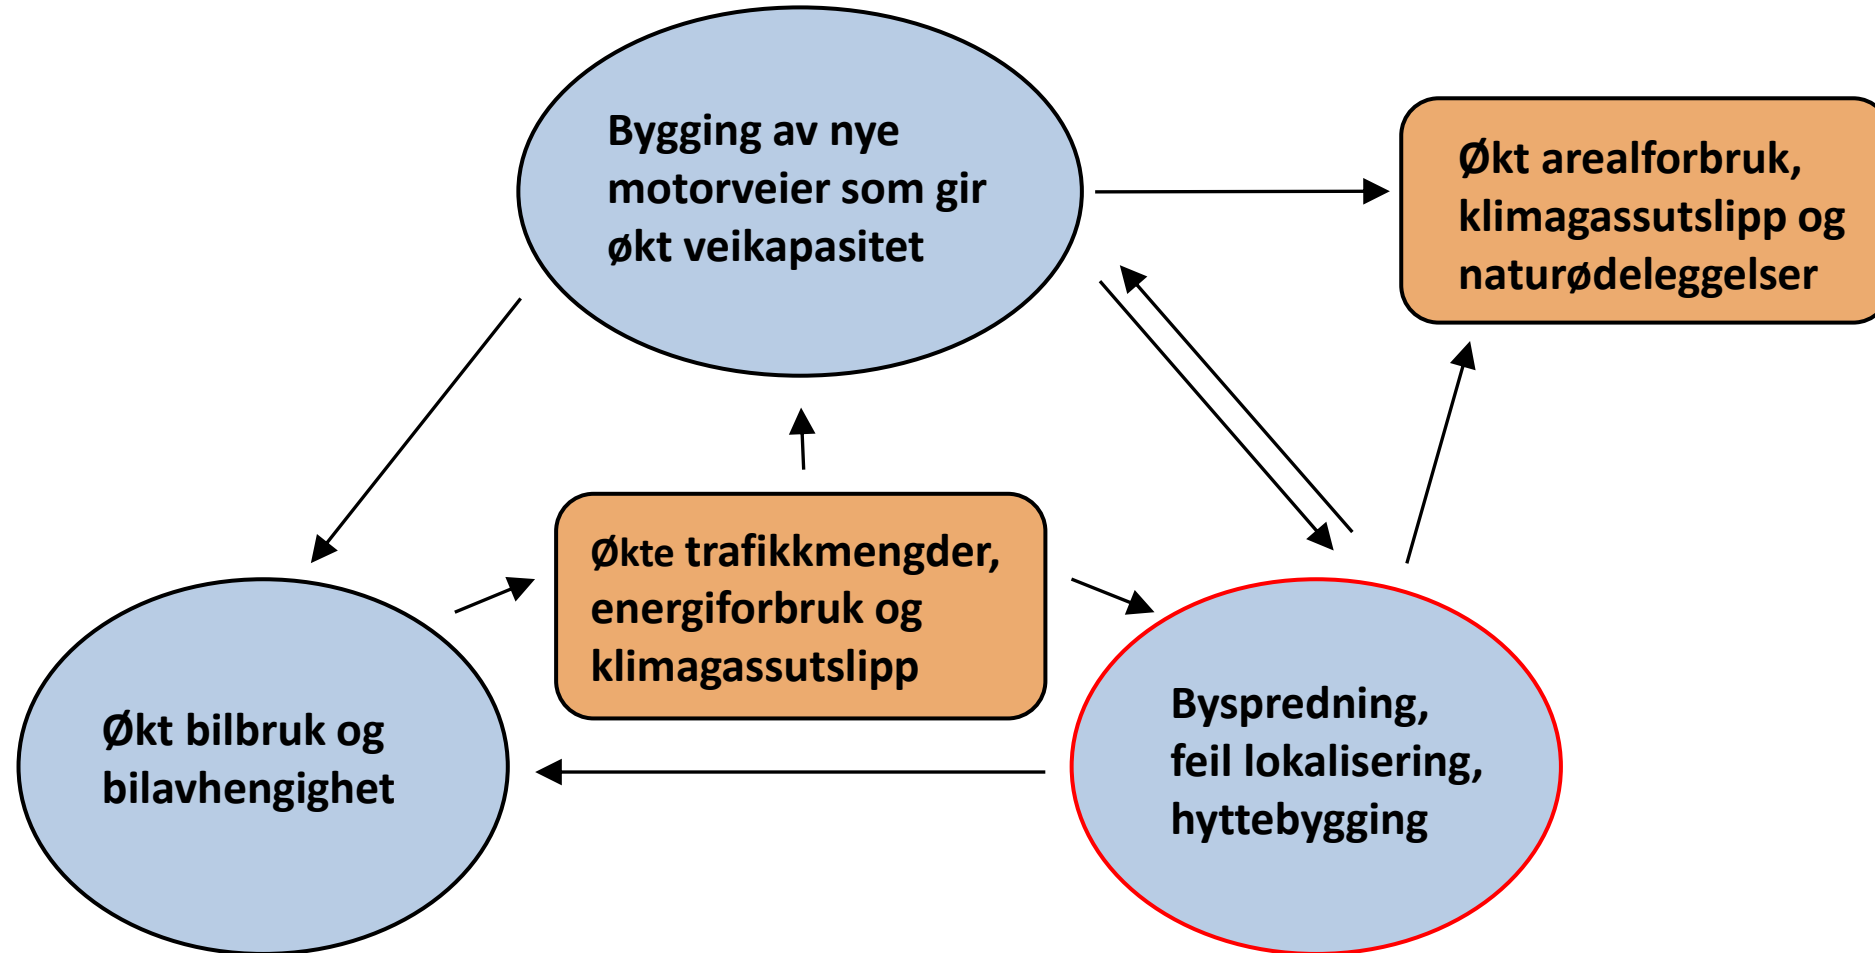 Bygging av nye
motorveier som gir
økt veikapasitet
Økt arealforbruk,
klimagassutslipp og
naturødeleggelser
Økte trafikkmengder,
energiforbruk og
klimagassutslipp
Økt bilbruk og
bilavhengighet
Byspredning,
feil lokalisering,
hyttebygging